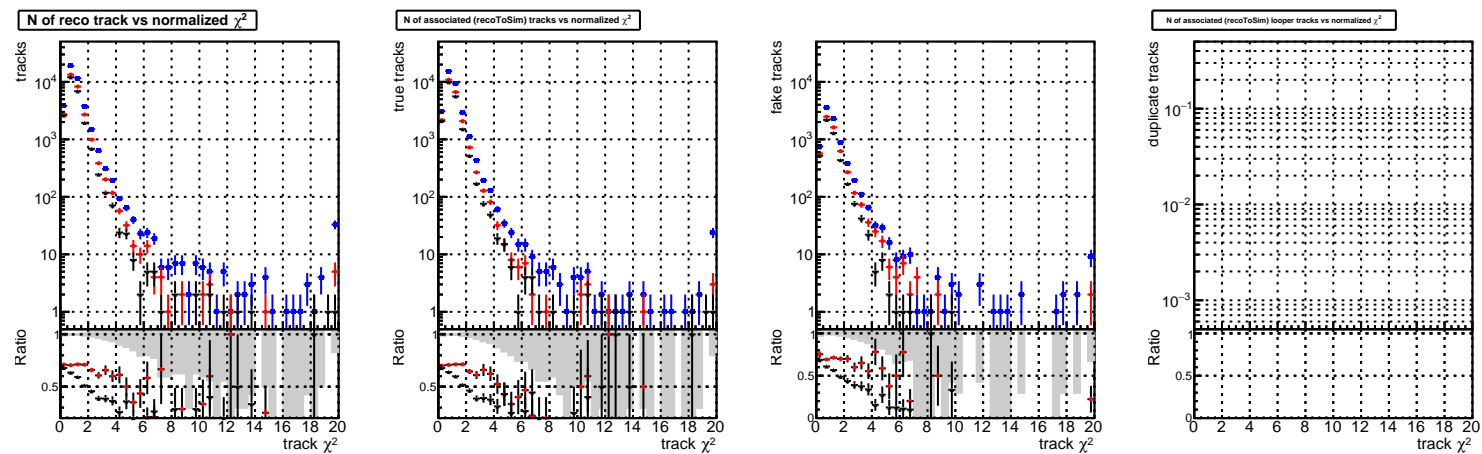 N of reco track vs normalized χ²
tracks
10⁴
10³
10²
10
1
Ratio
1
0.5
0 2 4 6 8 10 12 14 16 18 20
track χ²
N of associated (recoToSim) tracks vs normalized χ²
true tracks
10⁴
10³
10²
10
1
Ratio
1
0.5
0 2 4 6 8 10 12 14 16 18 20
track χ²
fake tracks
10⁴
10³
10²
10
1
Ratio
1
0.5
0
0 2 4 6 8 10 12 14 16 18 20
track χ²
N of associated (recoToSim) looper tracks vs normalized χ²
duplicate tracks
10⁻¹
10⁻²
10⁻³
Ratio
1
0.5
0
0 2 4 6 8 10 12 14 16 18 20
track χ²